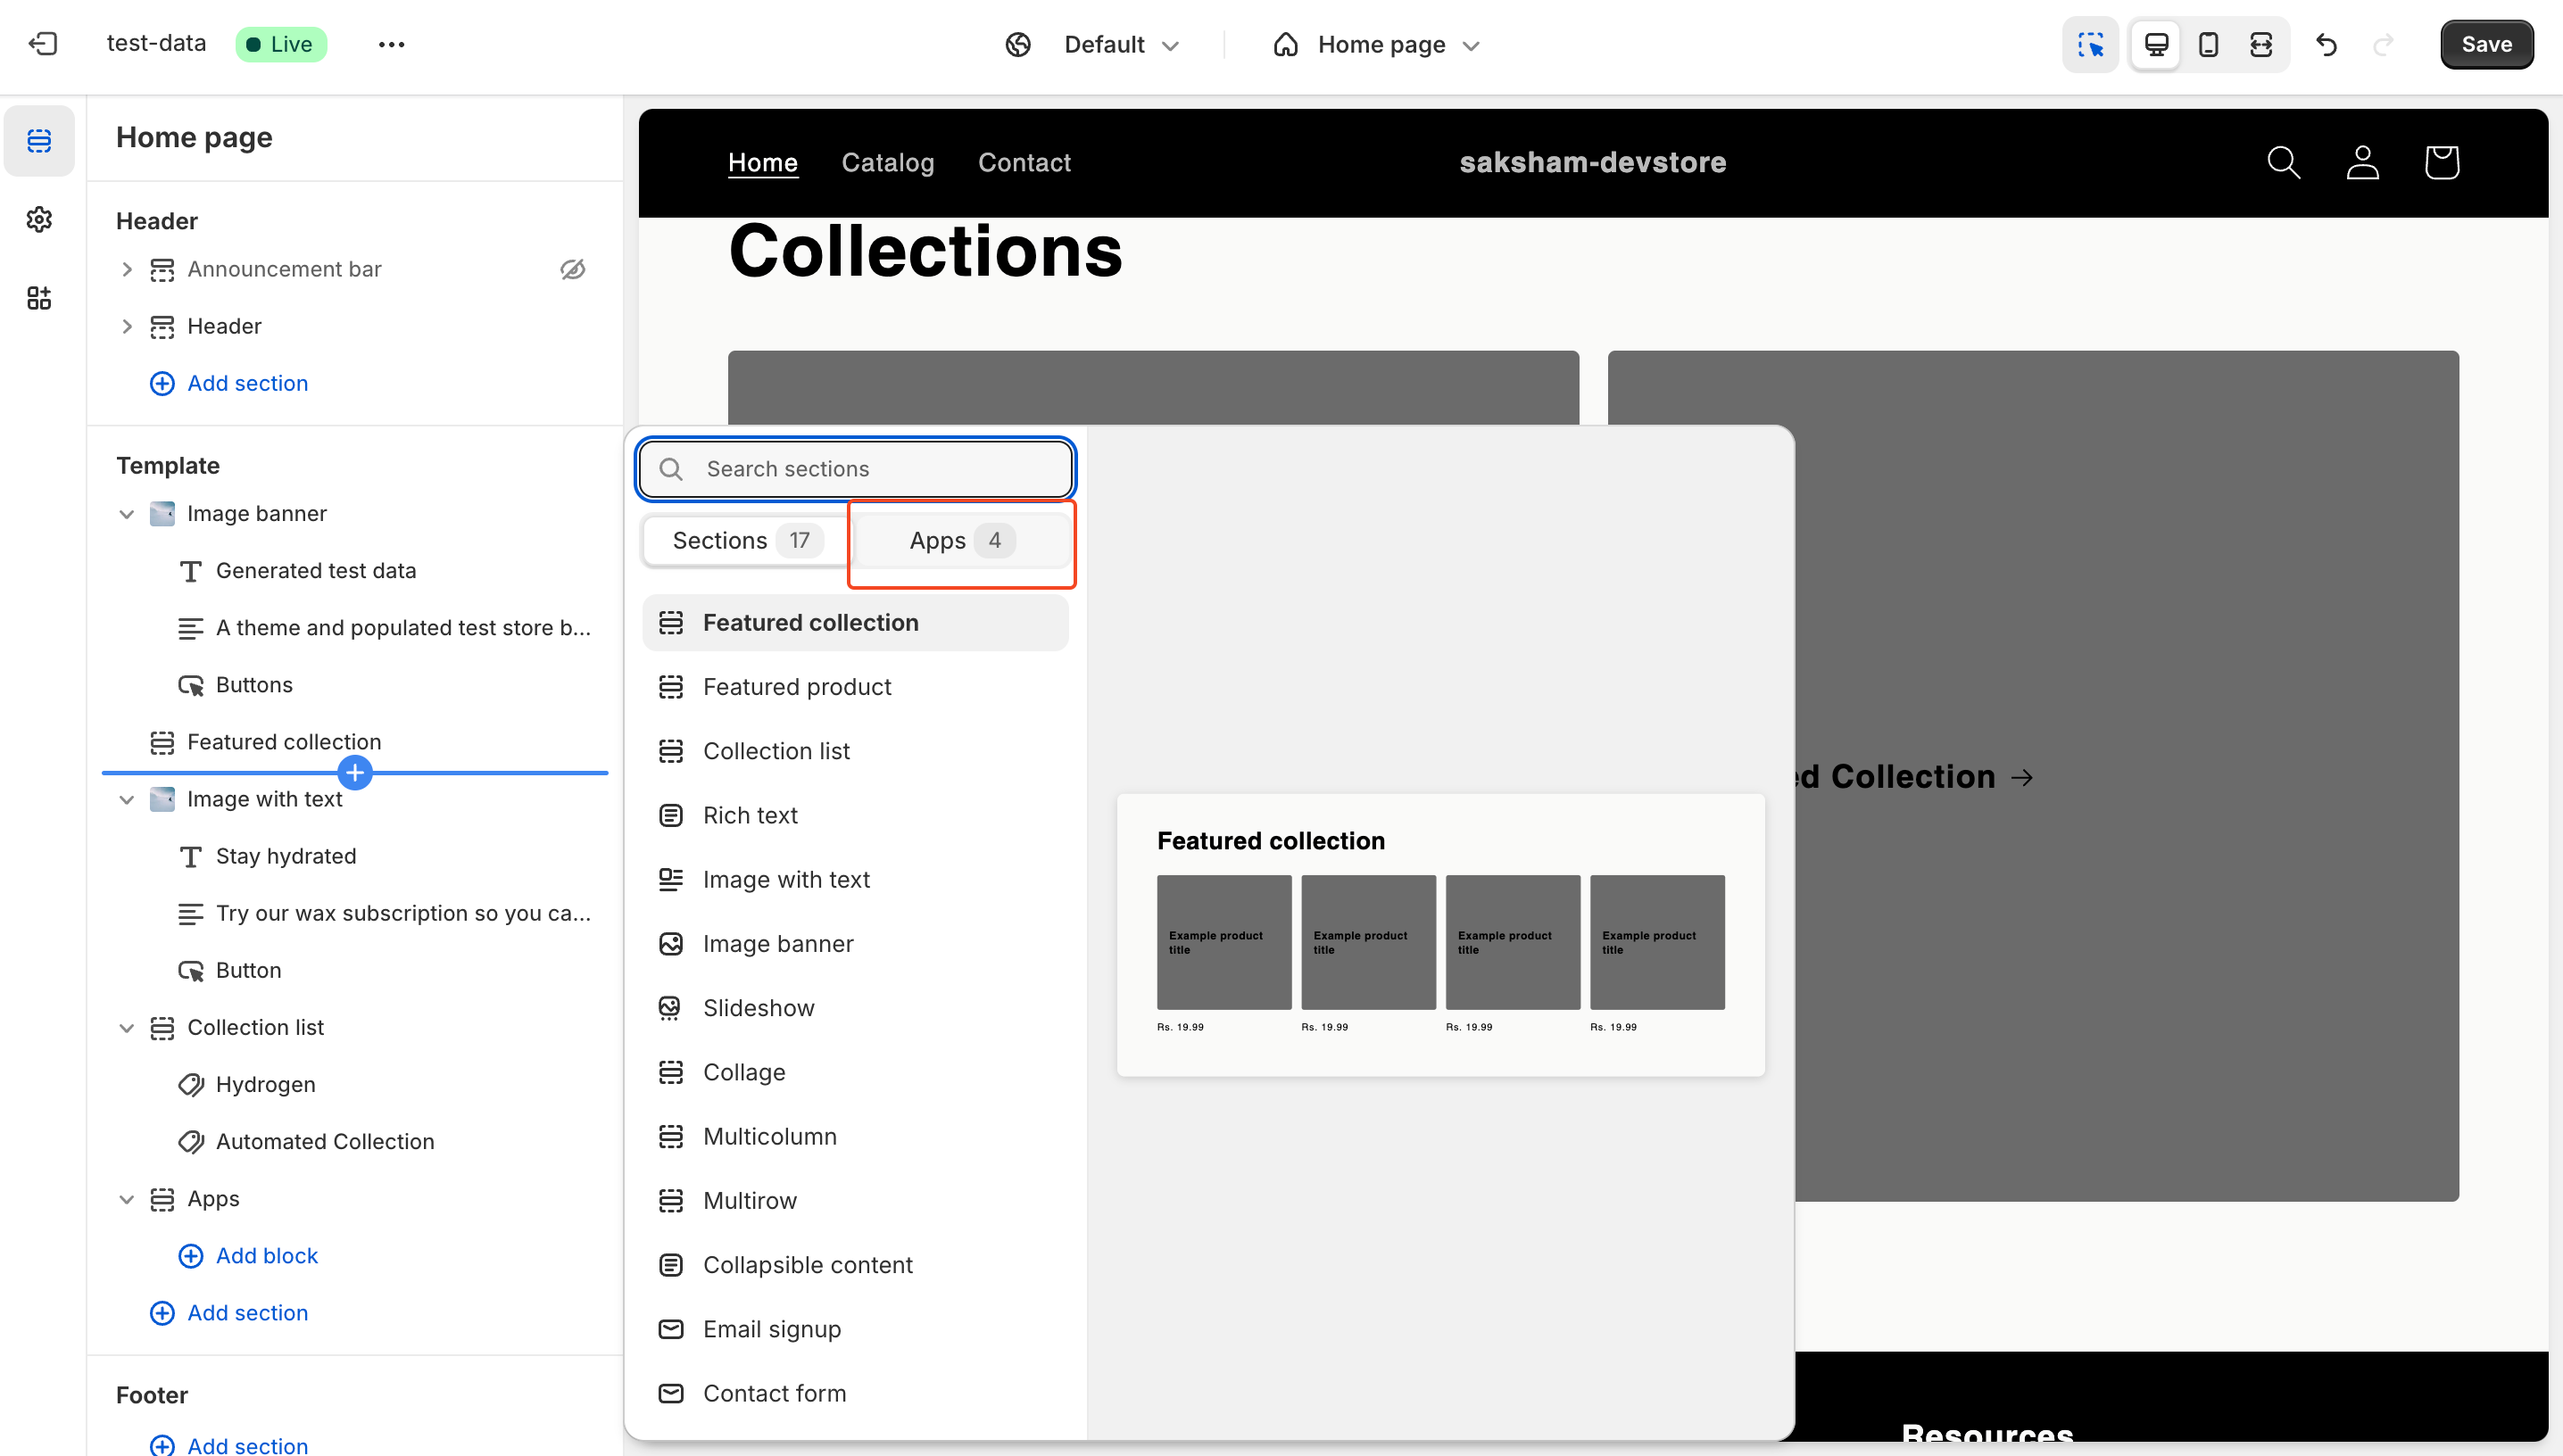 test-data
Live
Default
Home page
Save
Home page
Header
Announcement bar
Header
Add section
Template
Image banner
Generated test data
A theme and populated test store b...
Buttons
Featured collection
Image with text
Stay hydrated
Try our wax subscription so you ca...
Button
Collection list
Hydrogen
Automated Collection
Apps
Add block
Add section
Footer
Add section
Search sections
Sections 17
Apps 4
Featured collection
Featured product
Collection list
Rich text
Image with text
Image banner
Slideshow
Collage
Multicolumn
Multirow
Collapsible content
Email signup
Contact form
Featured collection
Example product
title
Example product
title
Example product
title
Example product
title
Rs. 19.99
Rs. 19.99
Rs. 19.99
Rs. 19.99
Home
Catalog
Contact
saksham-devstore
Collections
Collection →
Resources